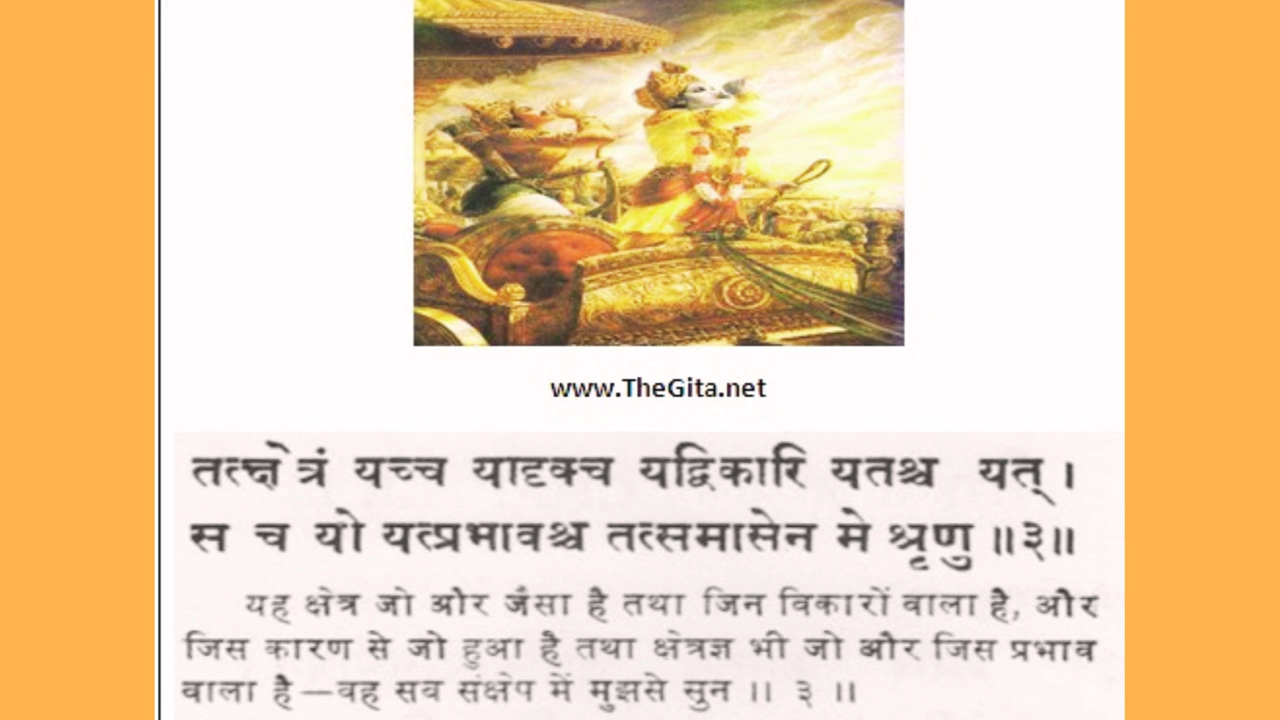 www.TheGita.net
तत्क्षेत्रं यच्च यादृक्च यद्विकारि यतश्च यत्।
स च यो यत्प्रभावश्च तत्समासेन मे श्रृणु ॥३॥
यह क्षेत्र जो और जैसा है तथा जिन विकारों वाला है, और
जिस कारण से जो हुआ है तथा क्षेत्रज्ञ भी जो और जिस प्रभाव
वाला है—वह सब संक्षेप में मुझसे सुन ॥ ३ ॥